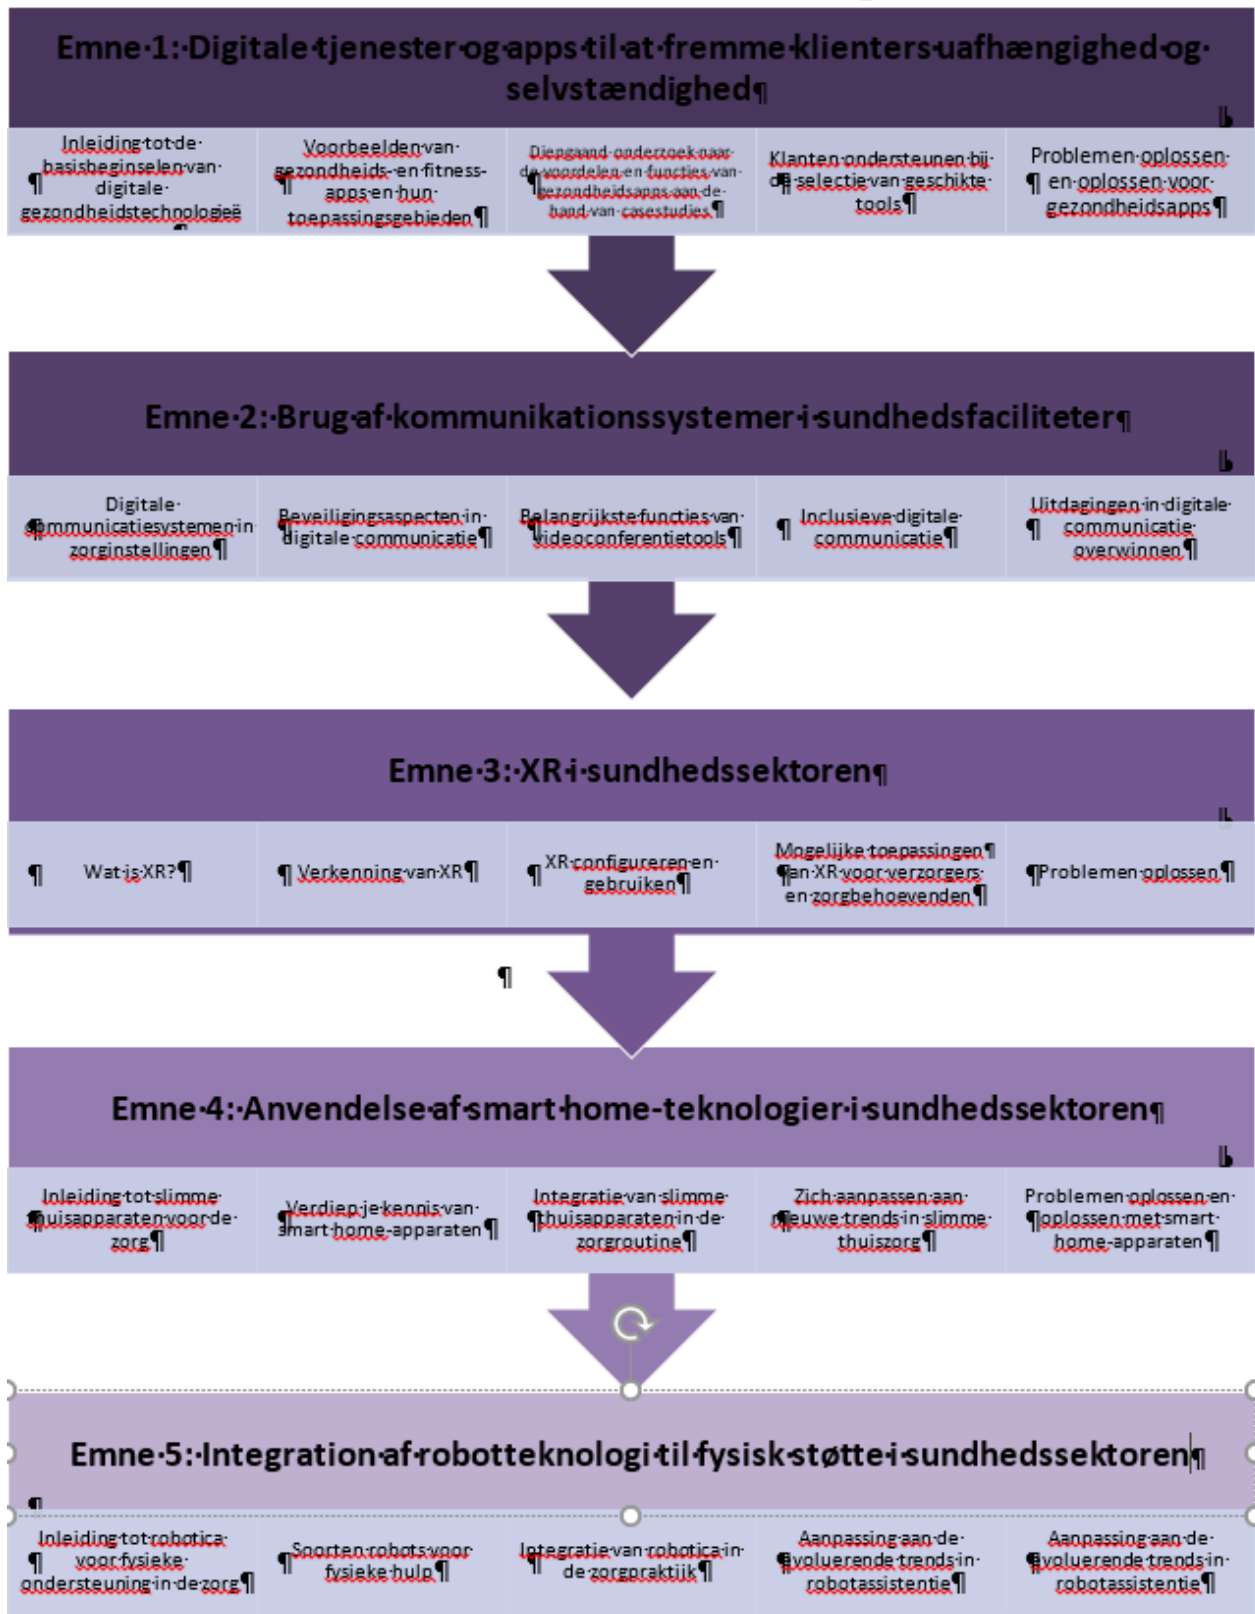 Emne 1: Digitale tjenester og apps til at fremme klienters uafhængighed og
selvstændighed¶
Inleiding tot de
basisbeginselen van
¶ digitale
gezondheidstechnologieë
¶
Voorbeelden van
gezondheids- en fitness-
¶ apps en hun
toepassingsgebieden¶
Diepgaand onderzoek naar
de voordelen en functies van
¶ gezondheidsapps aan de
hand van casestudies¶
Klanten ondersteunen bij
¶ de selectie van geschikte
tools¶
Problemen oplossen
¶ en oplossen voor
gezondheidsapps¶
Emne 2: Brug af kommunikationssystemer i sundhedsfaciliteter¶
Digitale
¶ communicatiesystemen in
zorginstellingen¶
Beveiligingsaspecten in
¶ digitale communicatie¶
Belangrijkste functies van
¶ videoconferentietools¶
¶ Inclusieve digitale
communicatie¶
Uitdagingen in digitale
¶ communicatie
overwinnen¶
Emne 3: XR i sundhedssektoren¶
¶ Wat is XR?¶
¶ Verkenning van XR¶
¶ XR configureren en
gebruiken¶
Mogelijke toepassingen¶
¶ van XR voor verzorgers
en zorgbehoevenden¶
¶ Problemen oplossen¶
¶
Emne 4: Anvendelse af smart home-teknologier i sundhedssektoren¶
Inleiding tot slimme
¶ thuisapparaten voor de
zorg¶
Verdiep je kennis van
¶ smart home-apparaten¶
Integratie van slimme
¶ thuisapparaten in de
zorgroutine¶
Zich aanpassen aan
¶ nieuwe trends in slimme
thuiszorg¶
Problemen oplossen en
¶ oplossen met smart
home-apparaten¶
Emne 5: Integration af robotteknologi til fysisk støtte i sundhedssektoren¶
¶
Inleiding tot robotica
¶ voor fysieke
ondersteuning in de zorg¶
¶ Soorten robots voor
fysieke hulp¶
Integratie van robotica in
¶ de zorgpraktijk¶
Aanpassing aan de
¶ evoluerende trends in
robotassistentie¶
Aanpassing aan de
¶ evoluerende trends in
robotassistentie¶